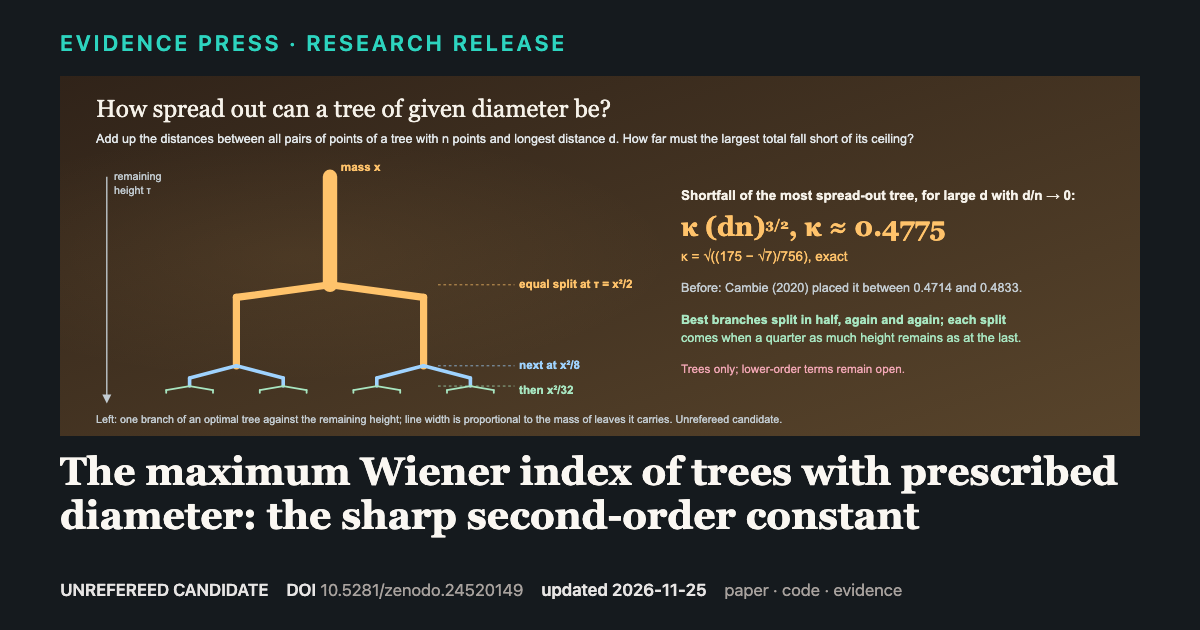 EVIDENCE PRESS · RESEARCH RELEASE
How spread out can a tree of given diameter be?
Add up the distances between all pairs of points of a tree with n points and longest distance d. How far must the largest total fall short of its ceiling?
remaining
height τ
mass x
equal split at τ = x²/2
next at x²/8
then x²/32
Shortfall of the most spread-out tree, for large d with d/n → 0:
κ (dn)³/², κ ≈ 0.4775
κ = √((175 − √7)/756), exact
Before: Cambie (2020) placed it between 0.4714 and 0.4833.
Best branches split in half, again and again; each split
comes when a quarter as much height remains as at the last.
Trees only; lower-order terms remain open.
Left: one branch of an optimal tree against the remaining height; line width is proportional to the mass of leaves it carries. Unrefereed candidate.
The maximum Wiener index of trees with prescribed
diameter: the sharp second-order constant
UNREFEREED CANDIDATE DOI 10.5281/zenodo.24520149 updated 2026-11-25 paper · code · evidence